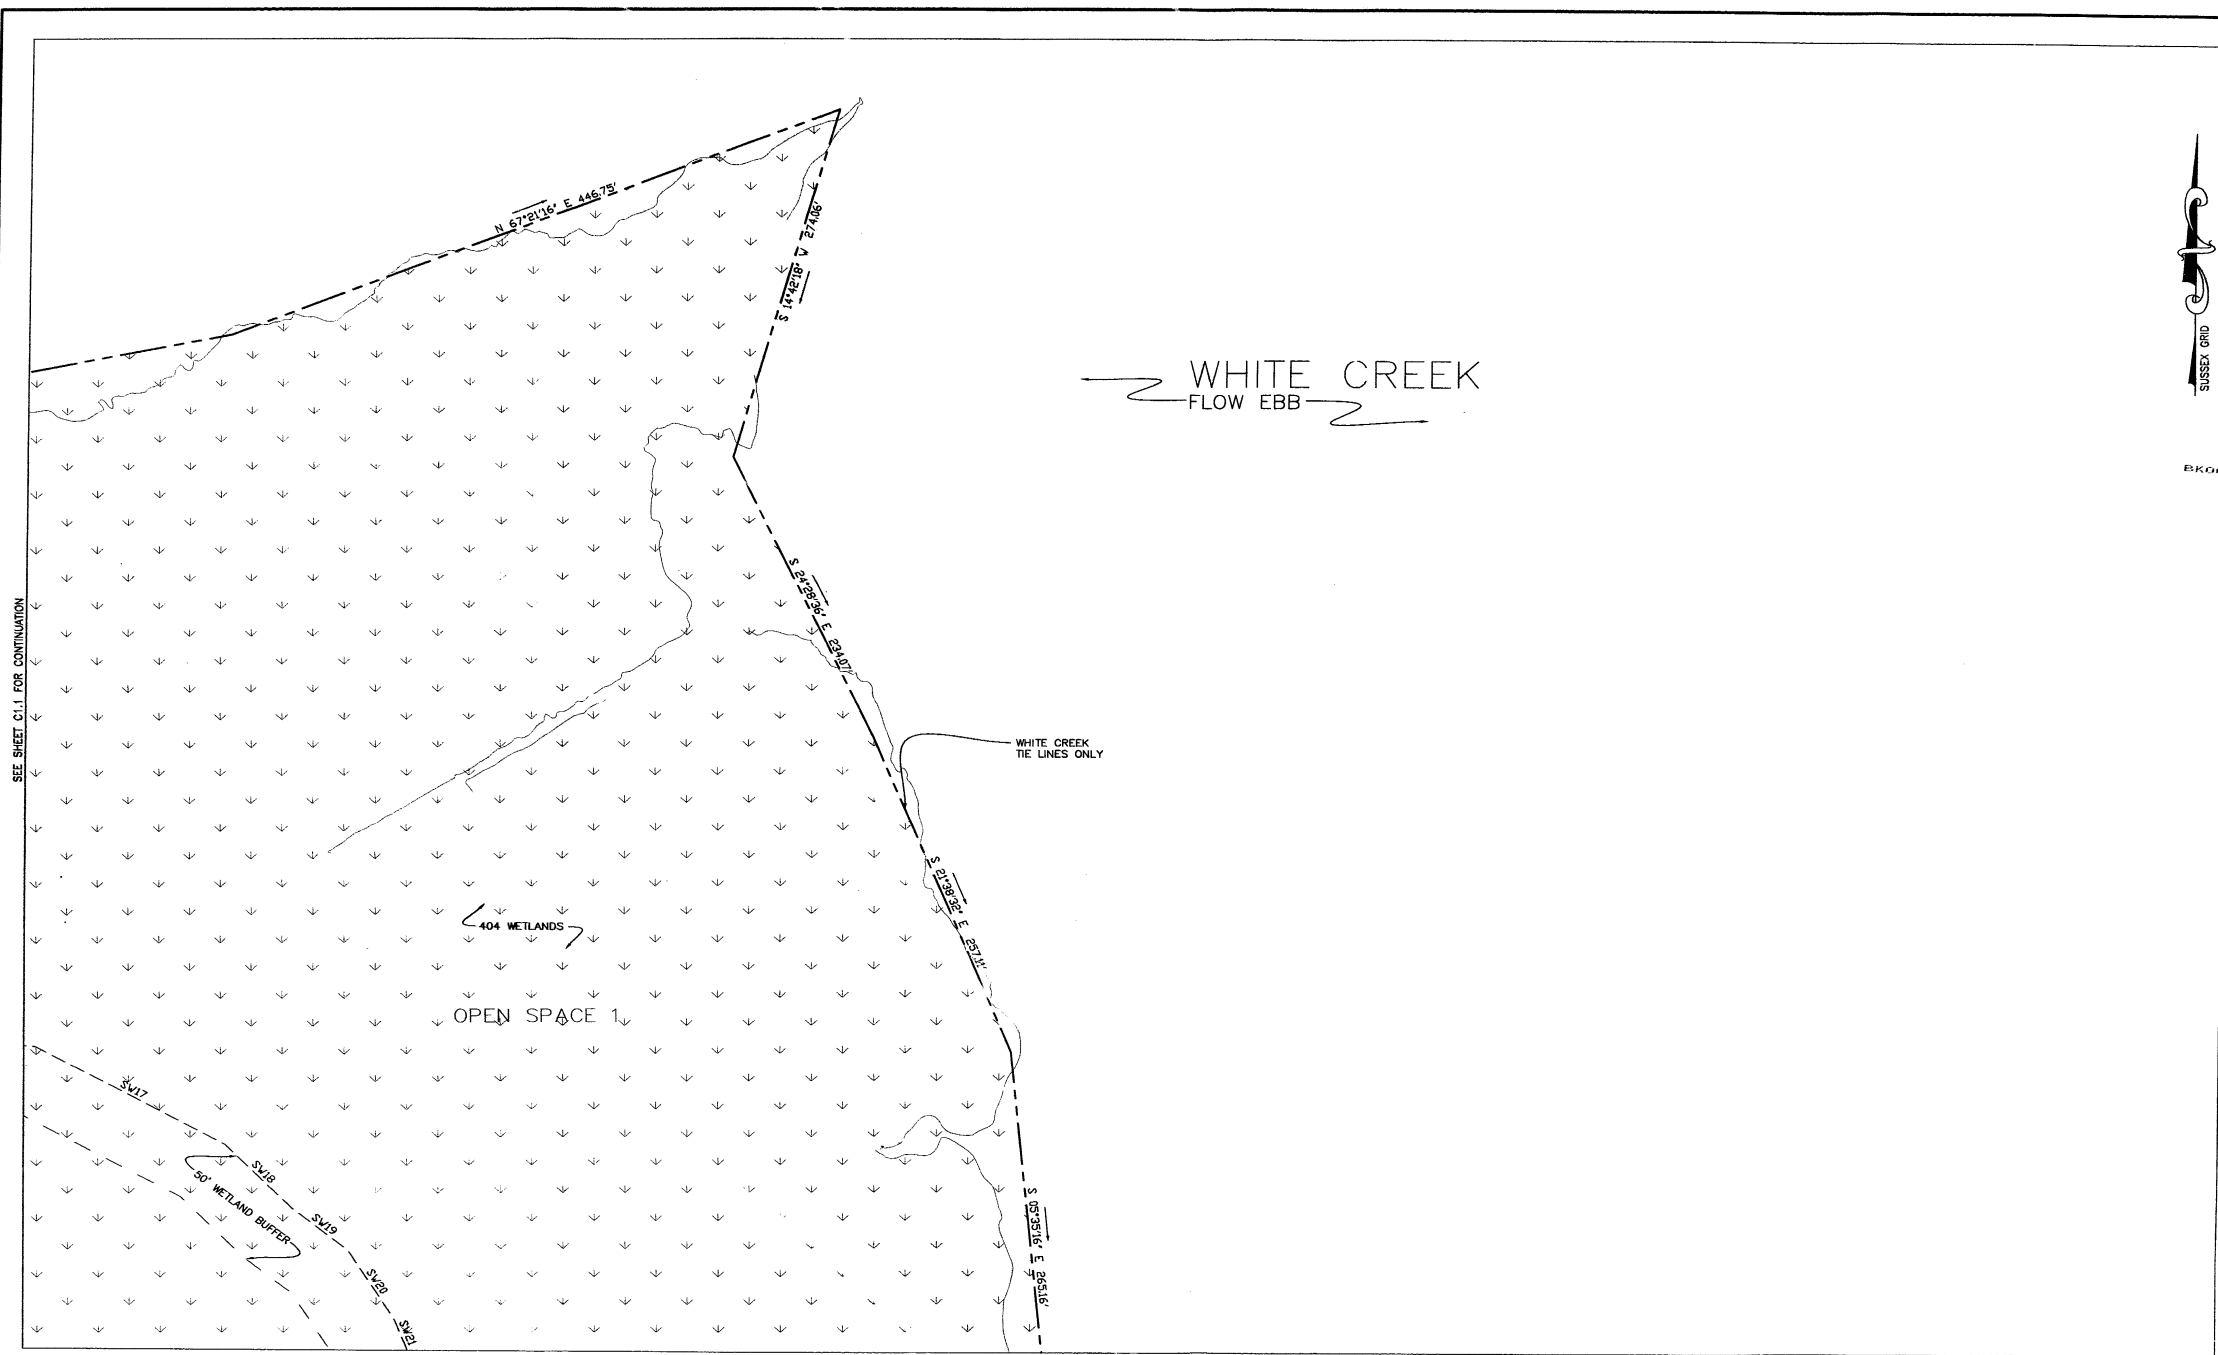 N 67°21'16" E 446.75'
S 14°42'18" W 274.06'
SUSSEX GRID
WHITE CREEK
FLOW EBB
S 24°28'36" E 234.07'
SEE SHEET C1.1 FOR CONTINUATION
WHITE CREEK
TIE LINES ONLY
S 21°38'32" E 257.11'
404 WETLANDS
OPEN SPACE 1
SW17
SW18
50' WETLAND BUFFER
SW19
S 05°35'16" E 265.16'
SW20
SW21